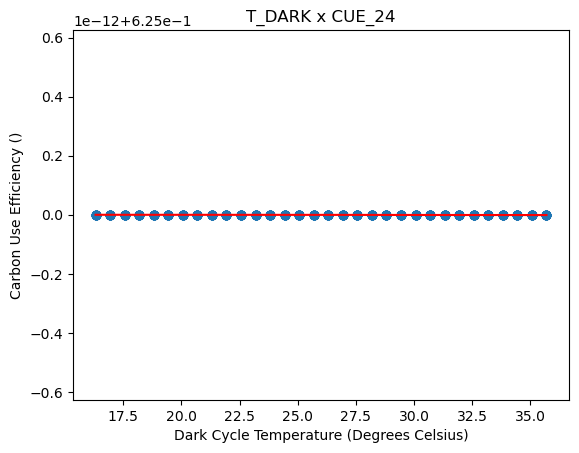 T_DARK x CUE_24
1e−12+6.25e−1
0.6
0.4
0.2
0.0
−0.2
−0.4
−0.6
Carbon Use Efficiency ()
17.5 20.0 22.5 25.0 27.5 30.0 32.5 35.0
Dark Cycle Temperature (Degrees Celsius)